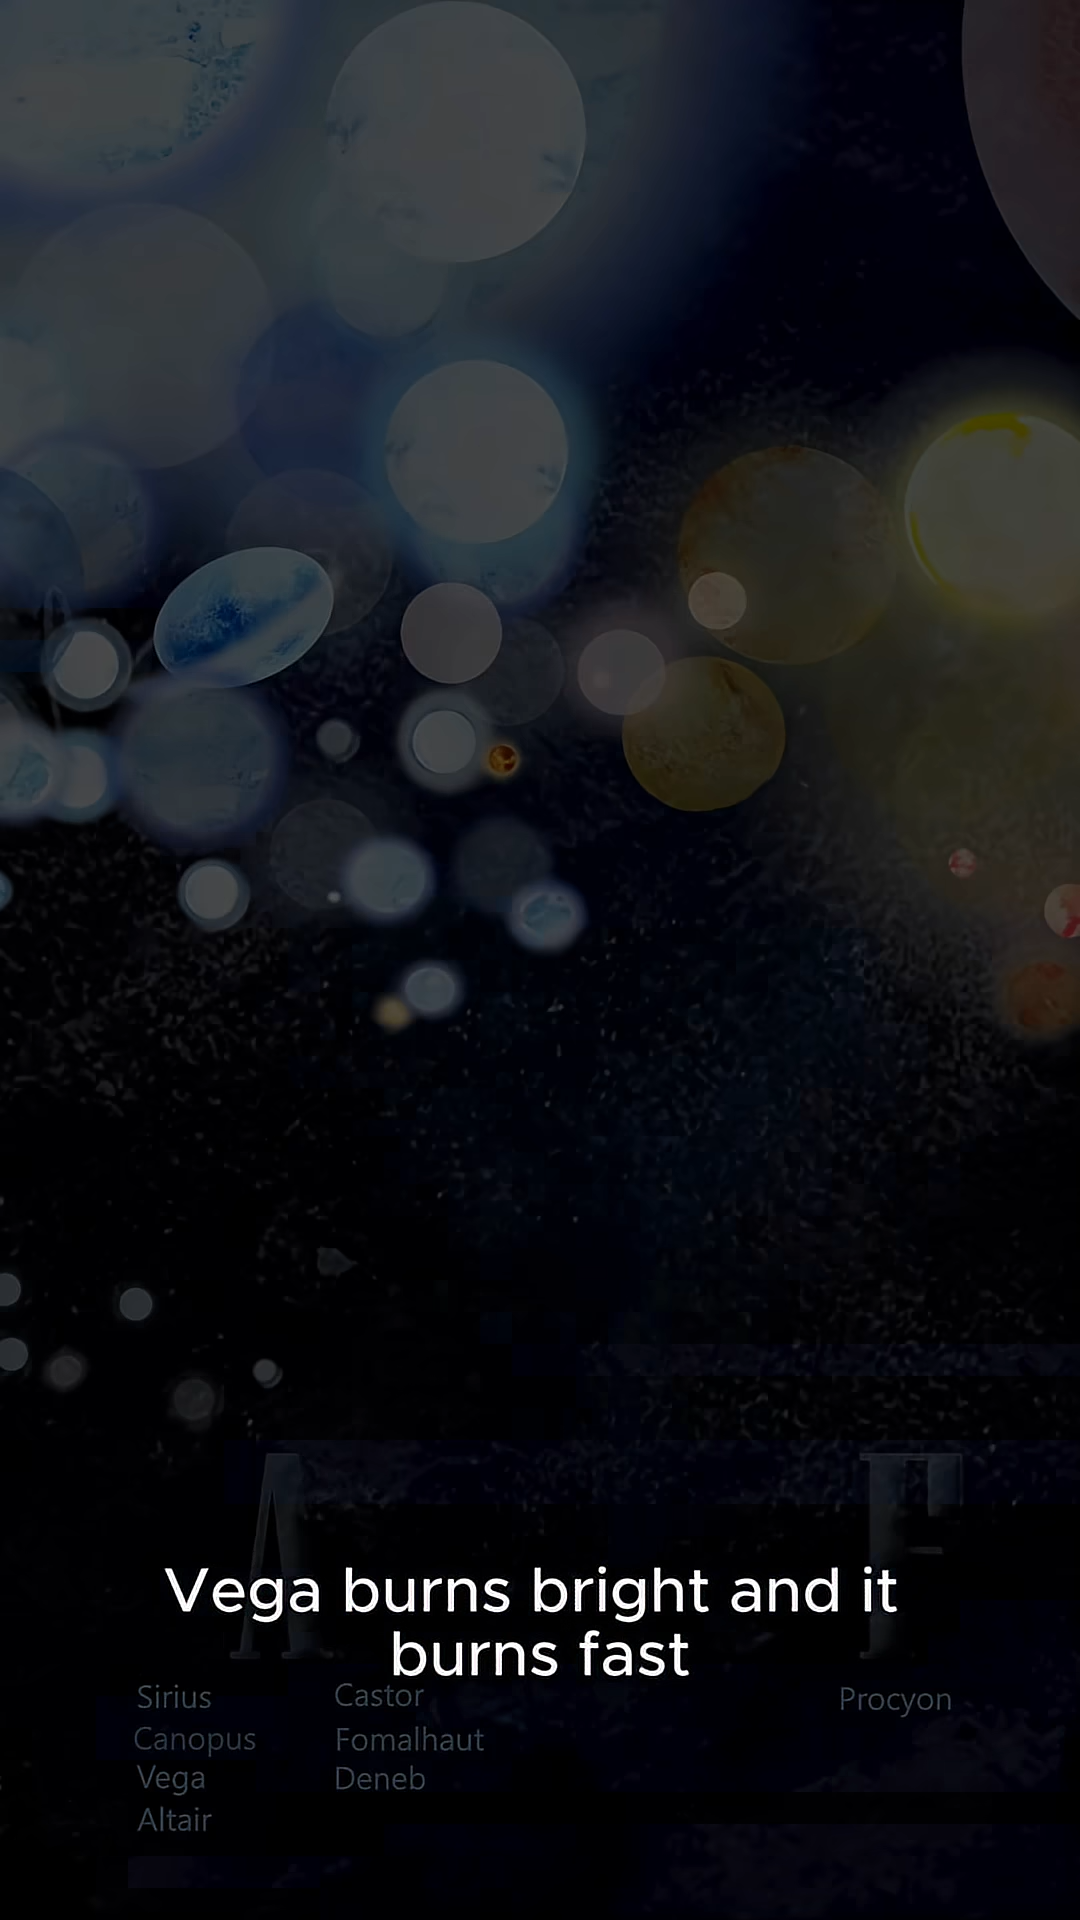 A F
Vega burns bright and it
burns fast
Sirius Castor Procyon
Canopus Fomalhaut
Vega Deneb
Altair